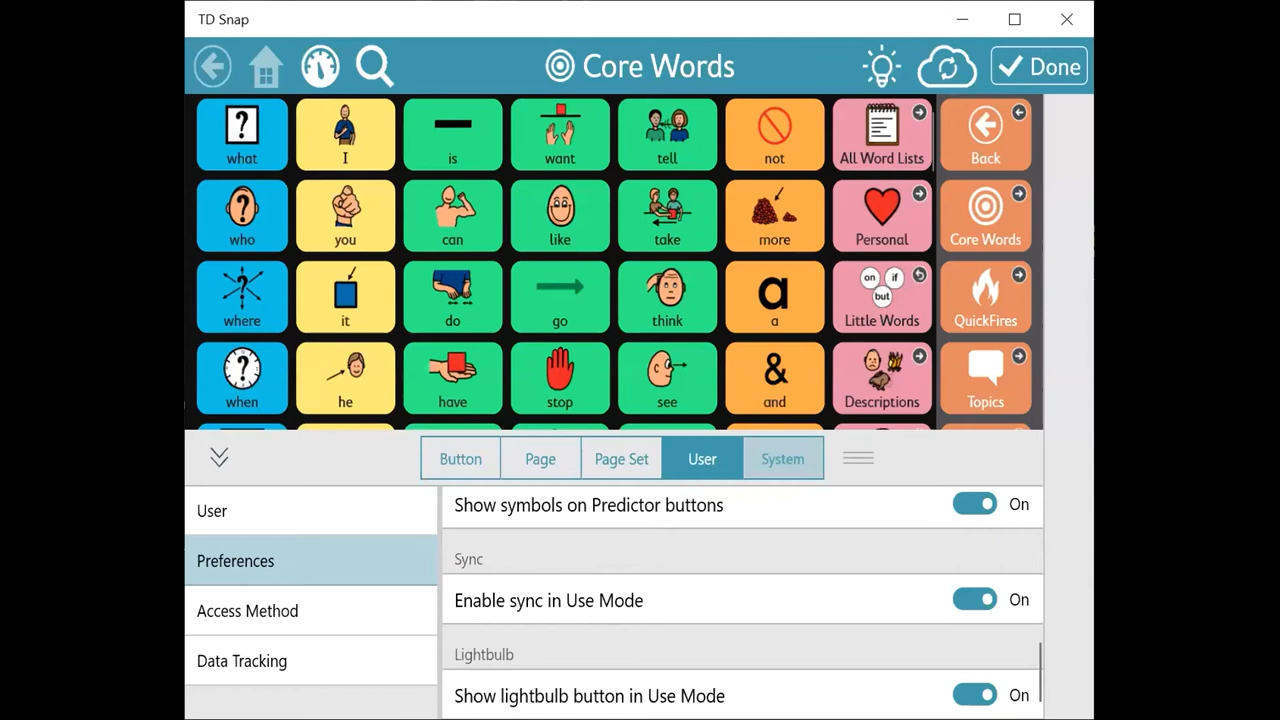 TD Snap
Core Words
Done
what I is want tell not All Word Lists Back
who you can like take more Personal Core Words
on if but
where it do go think a Little Words QuickFires
when he have stop see and Descriptions Topics
Button Page Page Set User System
User
Show symbols on Predictor buttons On
Preferences
Sync
Enable sync in Use Mode On
Access Method
Lightbulb
Data Tracking
Show lightbulb button in Use Mode On